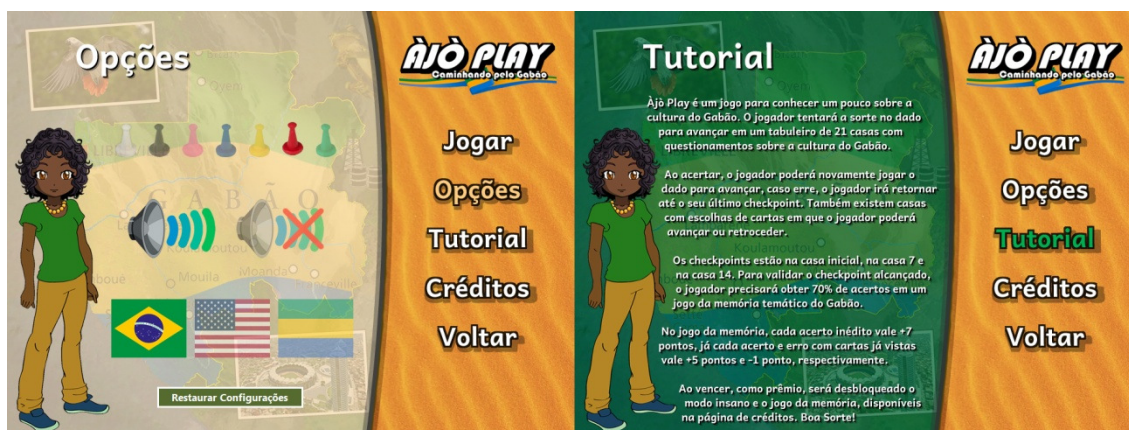 Opções
ÀJÒ PLAY
Caminhando pelo Gabão
Oyem
GABÃO
Mouila
Moanda
Jogar
Opções
Tutorial
Créditos
Voltar
Restaurar Configurações
Tutorial
Àjò Play é um jogo para conhecer um pouco sobre a
cultura do Gabão. O jogador tentará a sorte no dado
para avançar em um tabuleiro de 21 casas com
questionamentos sobre a cultura do Gabão.
Ao acertar, o jogador poderá novamente jogar o
dado para avançar, caso erre, o jogador irá retornar
até o seu último checkpoint. Também existem casas
com escolhas de cartas em que o jogador poderá
avançar ou retroceder.
Koulamoutou
Os checkpoints estão na casa inicial, na casa 7 e
na casa 14. Para validar o checkpoint alcançado,
o jogador precisará obter 70% de acertos em um
jogo da memória temático do Gabão.
No jogo da memória, cada acerto inédito vale +7
pontos, já cada acerto e erro com cartas já vistas
vale +5 pontos e -1 ponto, respectivamente.
Ao vencer, como prêmio, será desbloqueado o
modo insano e o jogo da memória, disponíveis
na página de créditos. Boa Sorte!
ÀJÒ PLAY
Caminhando pelo Gabão
Jogar
Opções
Tutorial
Créditos
Voltar